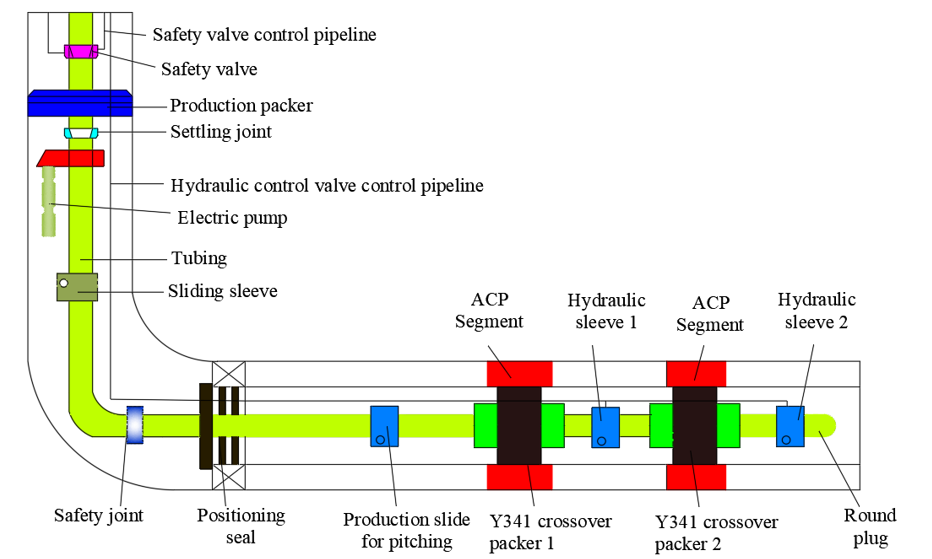 Safety valve control pipeline
Safety valve
Production packer
Settling joint
Hydraulic control valve control pipeline
Electric pump
Tubing
Sliding sleeve
ACP
Segment
Hydraulic
sleeve 1
ACP
Segment
Hydraulic
sleeve 2
Safety joint
Positioning
seal
Production slide
for pitching
Y341 crossover
packer 1
Y341 crossover
packer 2
Round
plug